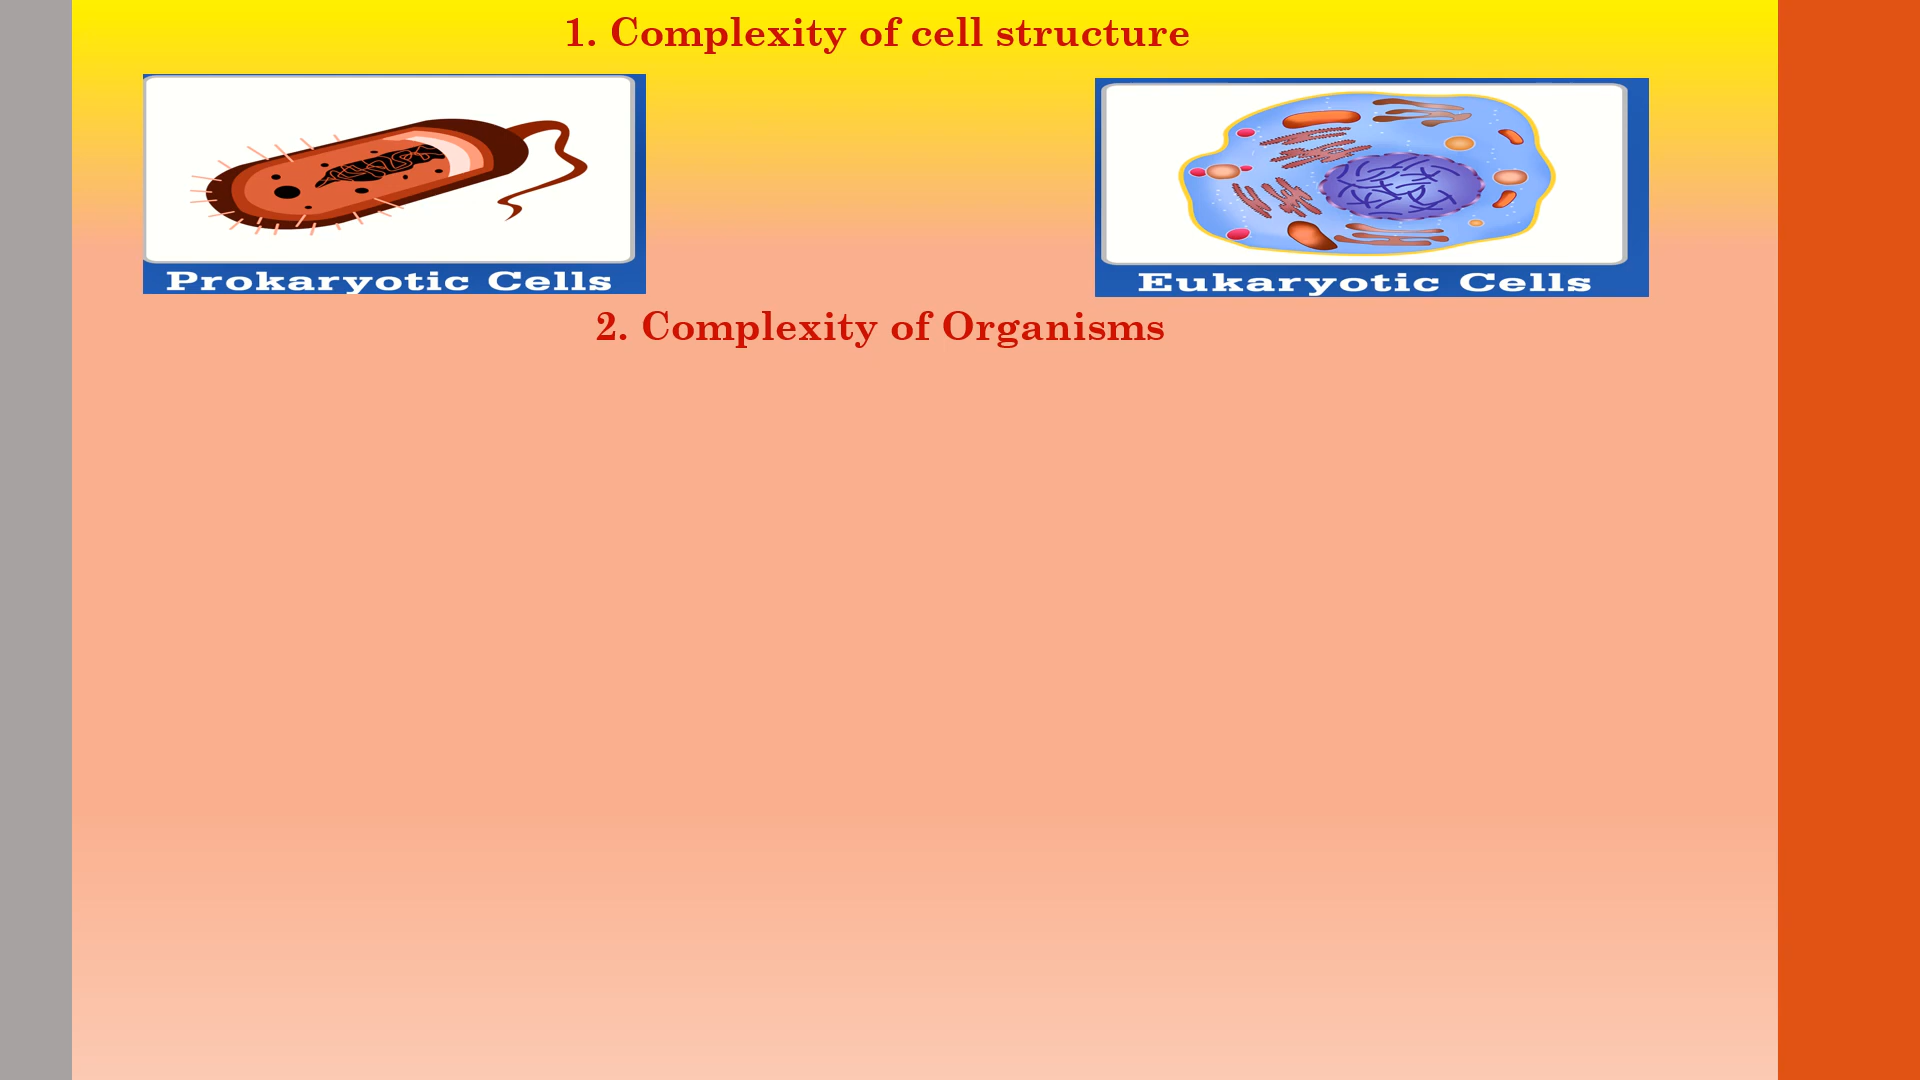 1. Complexity of cell structure
Prokaryotic Cells
Eukaryotic Cells
2. Complexity of Organisms